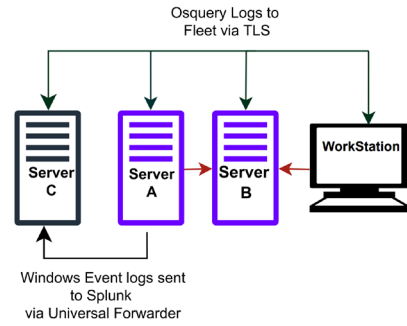 Osquery Logs to
Fleet via TLS
Server
C
Server
A
Server
B
WorkStation
Windows Event logs sent
to Splunk
via Universal Forwarder